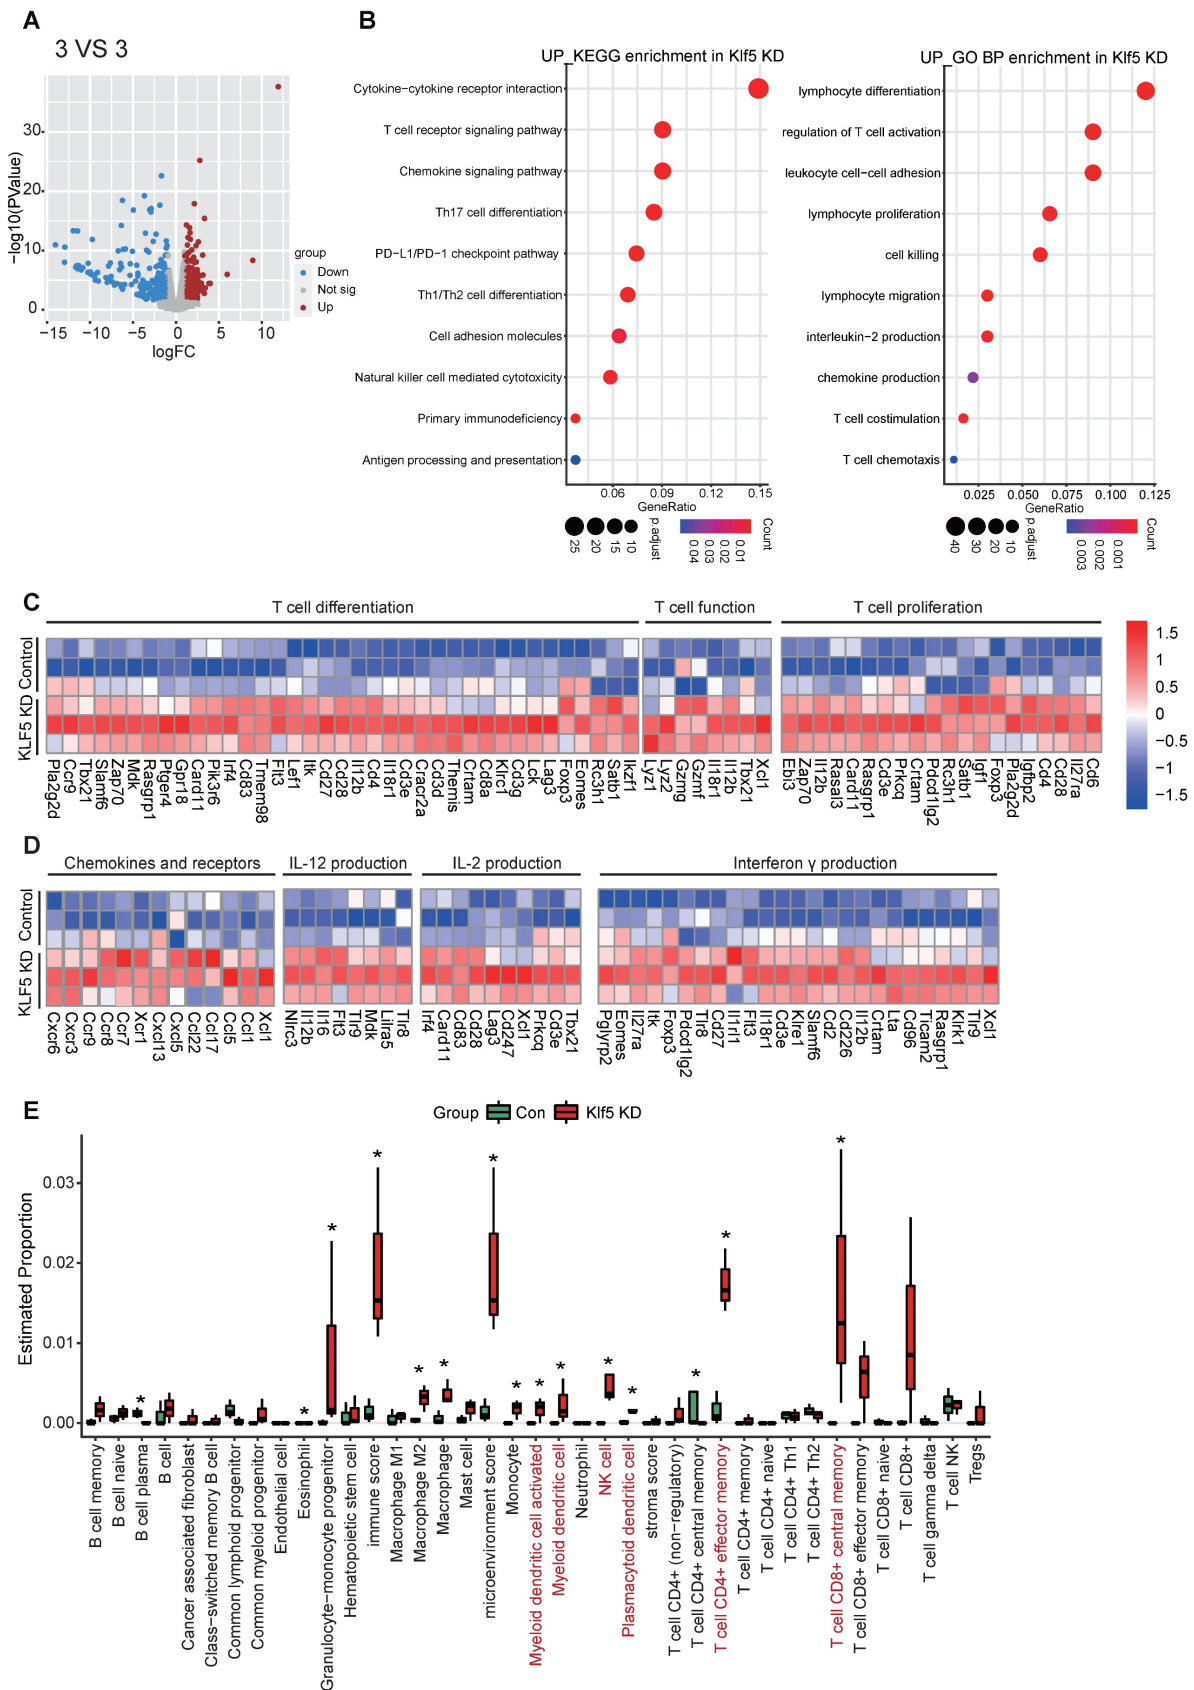 A
3 VS 3
−log10(PValue)
30
20
10
0
−15
−10
−5
0
5
10
logFC
group
Down
Not sig
Up
B
UP_KEGG enrichment in Klf5 KD
Cytokine−cytokine receptor interaction
T cell receptor signaling pathway
Chemokine signaling pathway
Th17 cell differentiation
PD−L1/PD−1 checkpoint pathway
Th1/Th2 cell differentiation
Cell adhesion molecules
Natural killer cell mediated cytotoxicity
Primary immunodeficiency
Antigen processing and presentation
0.06
0.09
0.12
0.15
GeneRatio
25
20
15
10
p.adjust
0.04
0.03
0.02
0.01
Count
UP_GO BP enrichment in Klf5 KD
lymphocyte differentiation
regulation of T cell activation
leukocyte cell−cell adhesion
lymphocyte proliferation
cell killing
lymphocyte migration
interleukin−2 production
chemokine production
T cell costimulation
T cell chemotaxis
0.025
0.050
0.075
0.100
0.125
GeneRatio
40
30
20
10
p.adjust
0.003
0.002
0.001
Count
C
T cell differentiation
T cell function
T cell proliferation
Control
KLF5 KD
Pla2g2d
Ccr9
Tbx21
Slamf6
Zap70
Mdk
Rasgrp1
Ptger4
Gpr18
Card11
Pik3r6
Irf4
Cd83
Tmem98
Flt3
Lef1
Itk
Cd27
Cd28
Il12b
Cd4
Il18r1
Cd3e
Cracr2a
Cd3d
Themis
Crtam
Cd8a
Klrc1
Cd3g
Lck
Lag3
Foxp3
Eomes
Rc3h1
Satb1
Ikzf1
Lyz1
Lyz2
Gzmg
Gzmf
Il18r1
Il12b
Tbx21
Xcl1
Ebi3
Zap70
Il12b
Rasal3
Card11
Rasgrp1
Cd3e
Prkcq
Crtam
Pdcd1lg2
Rc3h1
Satb1
Igf1
Foxp3
Pla2g2d
Igfbp2
Cd4
Cd28
Il27ra
Cd6
1.5
1
0.5
0
−0.5
−1
−1.5
D
Chemokines and receptors
IL-12 production
IL-2 production
Interferon γ production
Control
KLF5 KD
Cxcr6
Cxcr3
Ccr9
Ccr8
Ccr7
Xcr1
Cxcl13
Cxcl5
Ccl22
Ccl17
Ccl5
Ccl1
Xcl1
Nlrc3
Il12b
Il16
Flt3
Tlr9
Mdk
Lilra5
Tlr8
Irf4
Card11
Cd83
Cd28
Lag3
Cd247
Xcl1
Prkcq
Cd3e
Tbx21
Pglyrp2
Eomes
Il27ra
Itk
Foxp3
Pdcd1lg2
Tlr8
Cd27
Il1rl1
Flt3
Il18r1
Cd3e
Klre1
Slamf6
Cd2
Cd226
Il12b
Crtam
Lta
Cd96
Ticam2
Rasgrp1
Klrk1
Tlr9
Xcl1
E
Group
Con
Klf5 KD
Estimated Proportion
0.03
0.02
0.01
0.00
* * * * * * * * * * * * * * *
B cell memory
B cell naive
B cell plasma
B cell
Cancer associated fibroblast
Class−switched memory B cell
Common lymphoid progenitor
Common myeloid progenitor
Endothelial cell
Eosinophil
Granulocyte−monocyte progenitor
Hematopoietic stem cell
immune score
Macrophage M1
Macrophage M2
Macrophage
Mast cell
microenvironment score
Monocyte
Myeloid dendritic cell activated
Myeloid dendritic cell
Neutrophil
NK cell
Plasmacytoid dendritic cell
stroma score
T cell CD4+ (non−regulatory)
T cell CD4+ central memory
T cell CD4+ effector memory
T cell CD4+ memory
T cell CD4+ naive
T cell CD4+ Th1
T cell CD4+ Th2
T cell CD8+ central memory
T cell CD8+ effector memory
T cell CD8+ naive
T cell CD8+
T cell gamma delta
T cell NK
Tregs